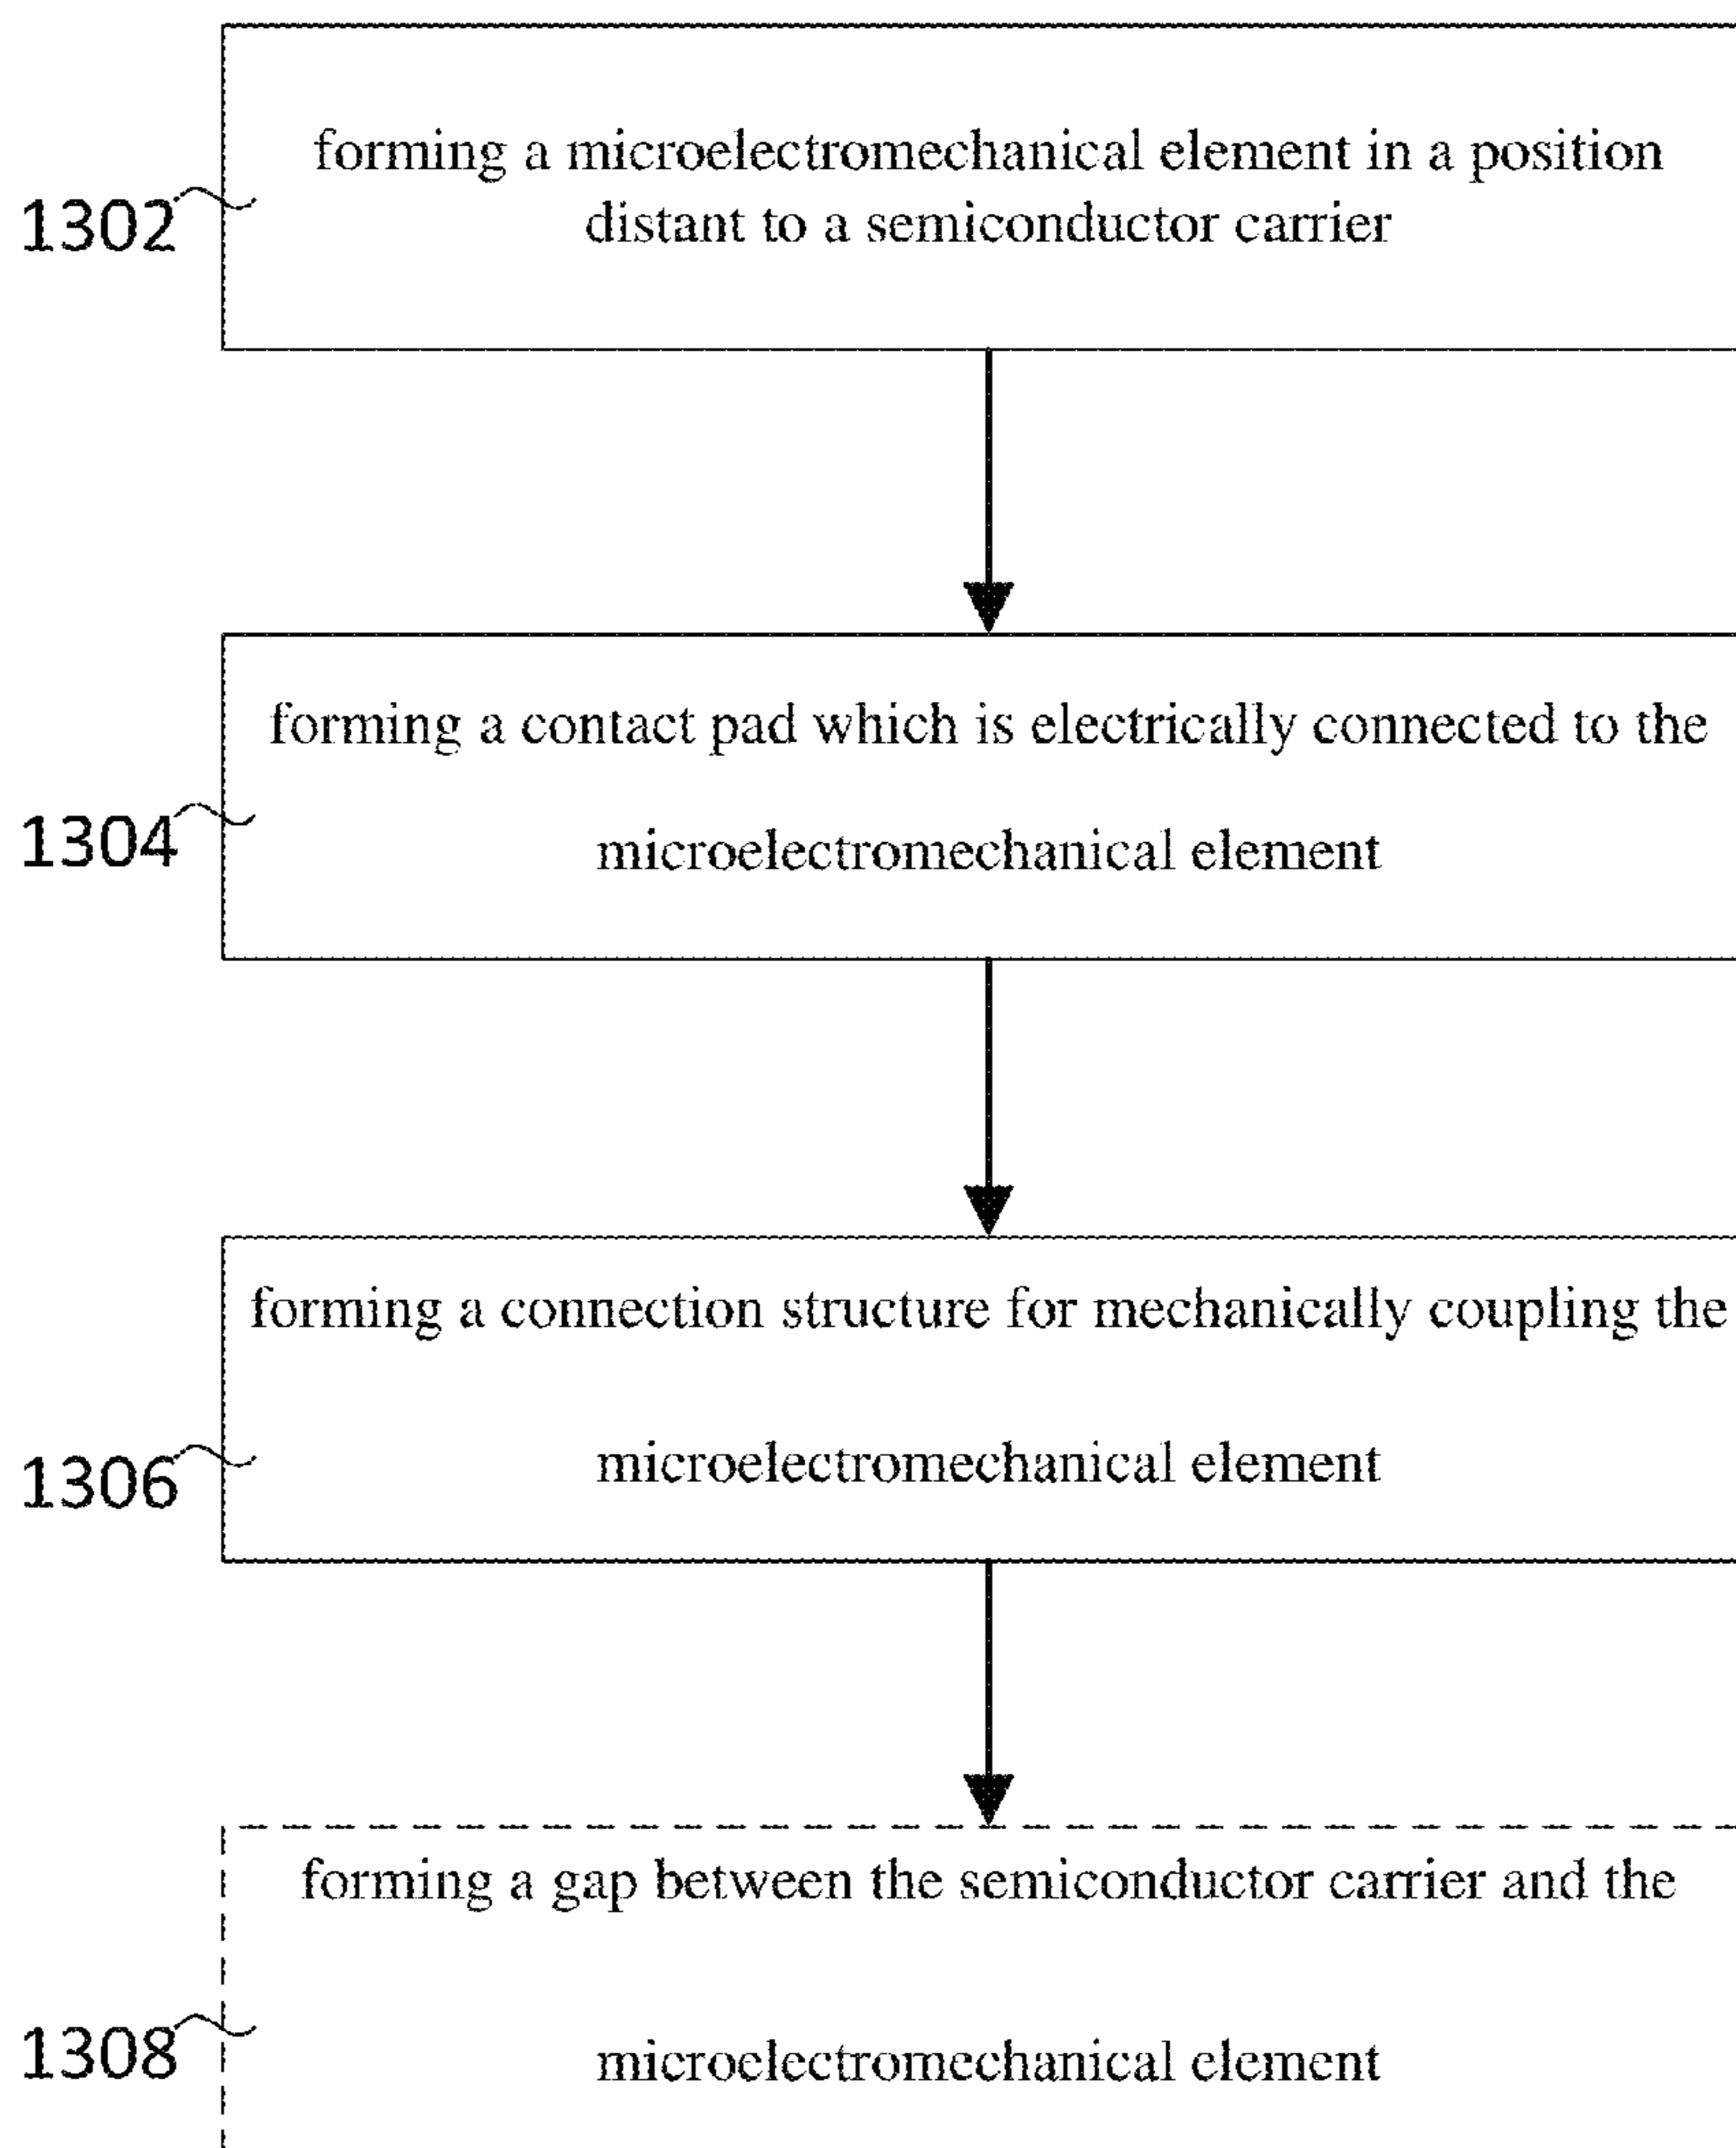 forming a microelectromechanical element in a position
distant to a semiconductor carrier
1302
forming a contact pad which is electrically connected to the
1304
microelectromechanical element
forming a connection structure for mechanically coupling the
microelectromechanical element
1306
forming a gap between the semiconductor carrier and the
1308
microelectromechanical element